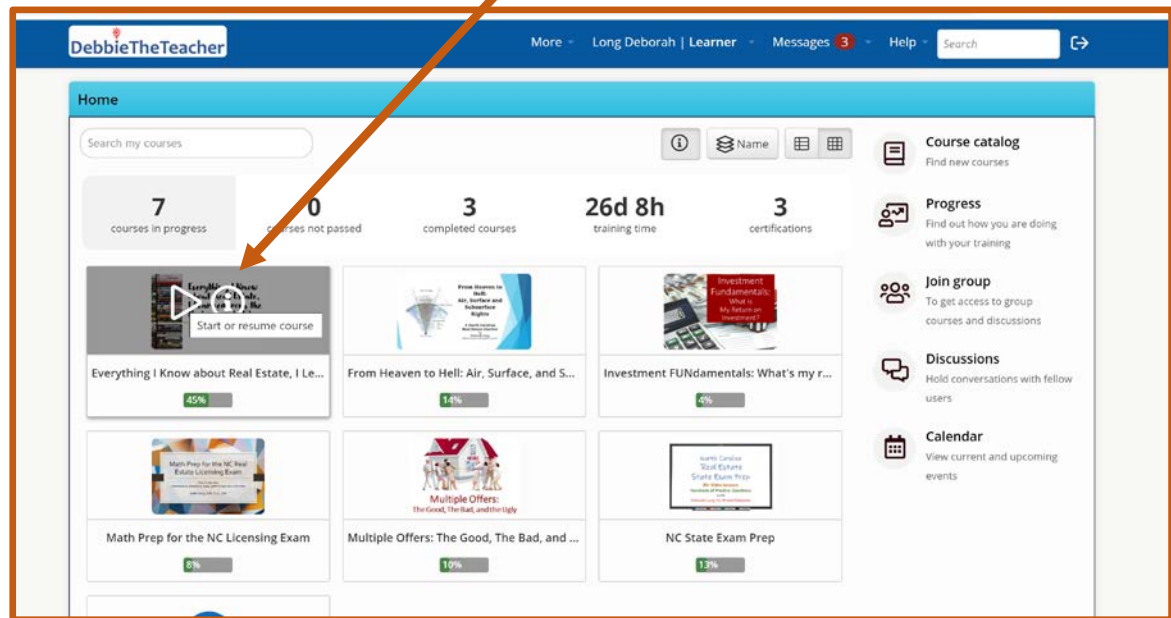 DebbieTheTeacher
More
Long Deborah | Learner
Messages 3
Help
Search
Home
Search my courses
Name
7
courses in progress
0
courses not passed
3
completed courses
26d 8h
training time
3
certifications
Start or resume course
Everything I Know about Real Estate, I Le...
45%
From Heaven to
Hell:
Air, Surface and
Subsurface
Rights
From Heaven to Hell: Air, Surface, and S...
14%
Investment
Fundamentals:
What is
My Return on
Investment?
Investment FUNdamentals: What's my r...
4%
Math Prep for the NC Real
Estate Licensing Exam
Math Prep for the NC Licensing Exam
8%
Multiple Offers:
The Good, The Bad, and the Ugly
Multiple Offers: The Good, The Bad, and ...
10%
North Carolina
Real Estate
State Exam Prep
NC State Exam Prep
13%
Course catalog
Find new courses
Progress
Find out how you are doing
with your training
Join group
To get access to group
courses and discussions
Discussions
Hold conversations with fellow
users
Calendar
View current and upcoming
events